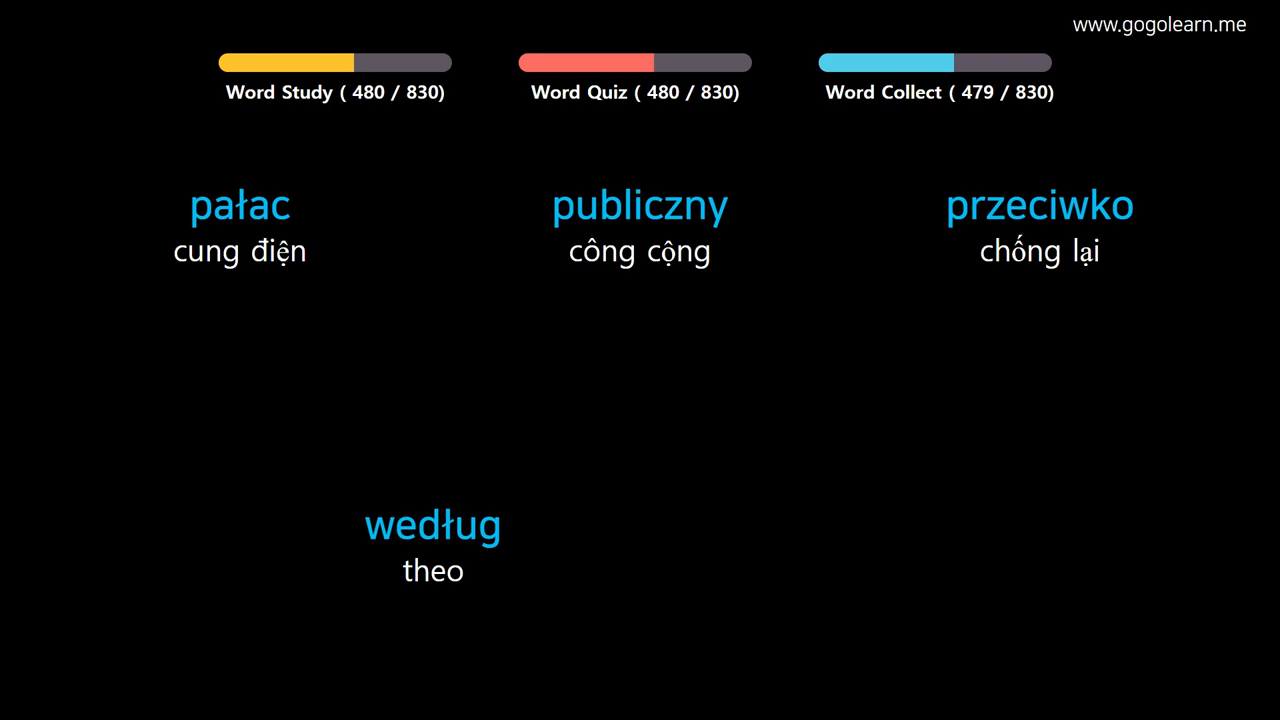 www.gogolearn.me
Word Study ( 480 / 830)
Word Quiz ( 480 / 830)
Word Collect ( 479 / 830)
pałac
cung điện
publiczny
công cộng
przeciwko
chống lại
według
theo